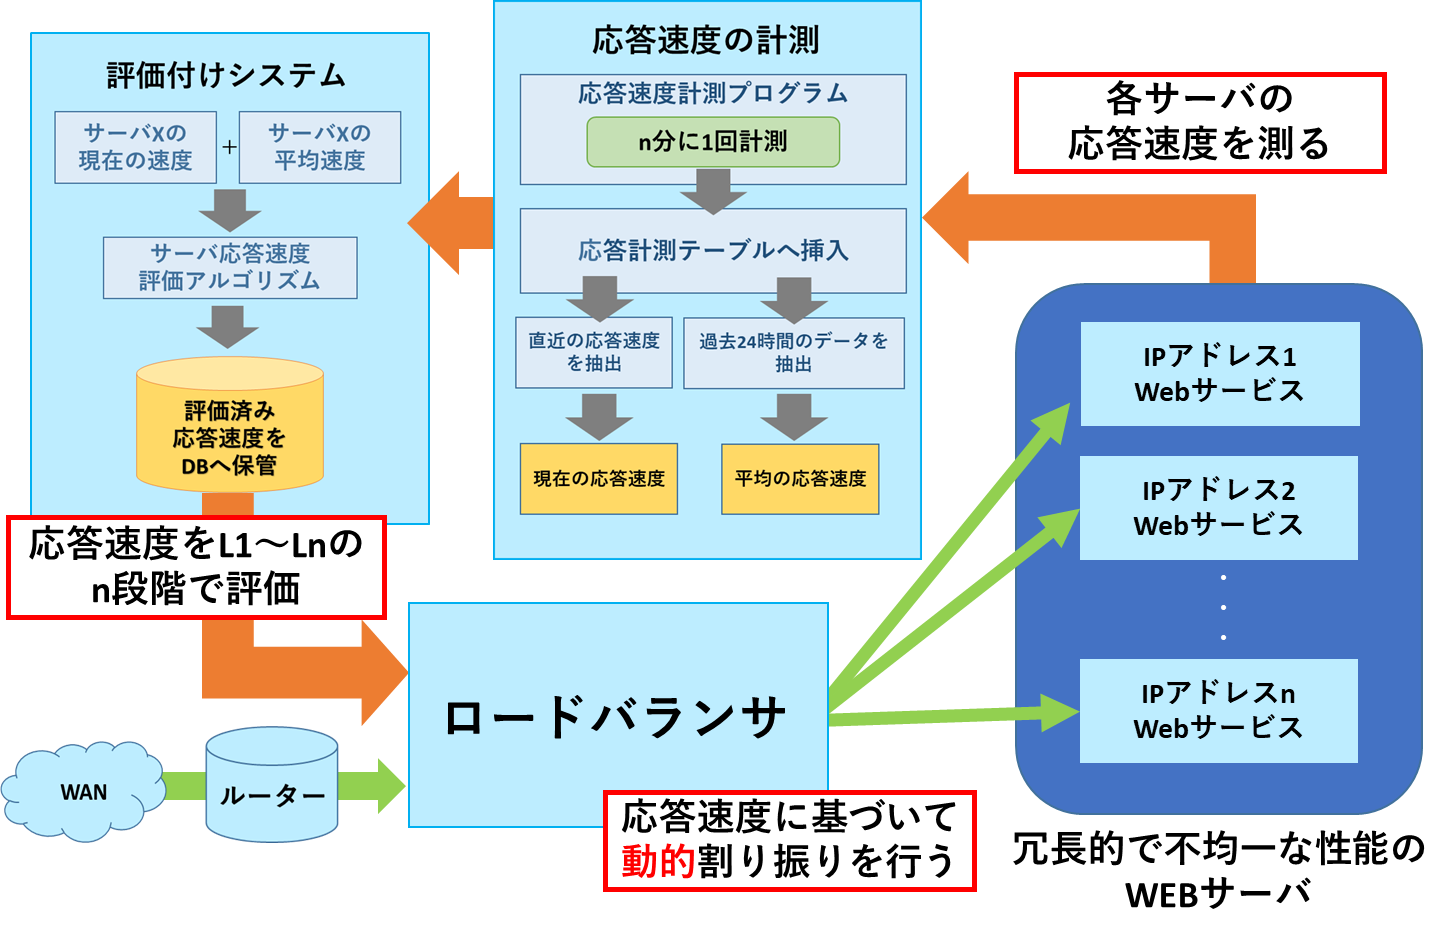 評価付けシステム
サーバXの
現在の速度
+
サーバXの
平均速度
サーバ応答速度
評価アルゴリズム
評価済み
応答速度を
DBへ保管
応答速度をL1～Lnの
n段階で評価
応答速度の計測
応答速度計測プログラム
n分に1回計測
応答計測テーブルへ挿入
直近の応答速度
を抽出
過去24時間のデータを
抽出
現在の応答速度
平均の応答速度
各サーバの
応答速度を測る
IPアドレス1
Webサービス
IPアドレス2
Webサービス
・
・
・
IPアドレスn
Webサービス
冗長的で不均一な性能の
WEBサーバ
ロードバランサ
応答速度に基づいて
動的割り振りを行う
WAN
ルーター